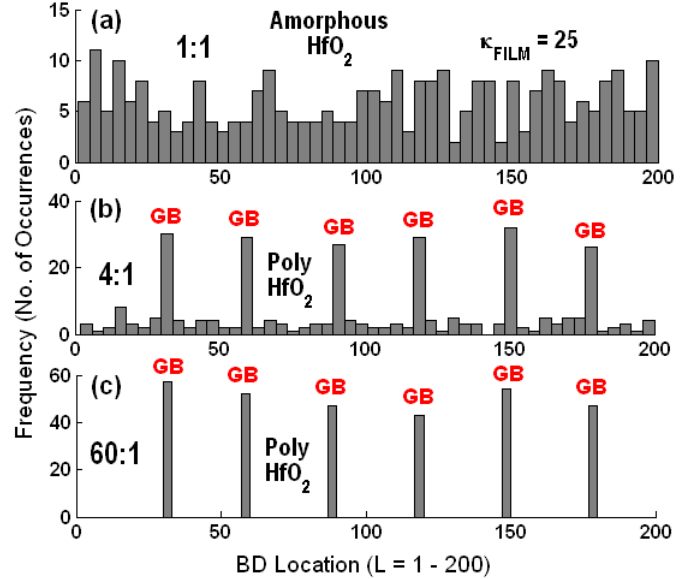 Frequency (No. of Occurrences)
(a)
1:1
Amorphous
HfO₂
κ_FILM = 25
15
10
5
0
0 50 100 150 200
(b)
4:1
GB GB GB GB GB GB
Poly
HfO₂
40
20
0
0 50 100 150 200
(c)
60:1
GB GB GB GB GB GB
Poly
HfO₂
60
40
20
0
0 50 100 150 200
BD Location (L = 1 - 200)